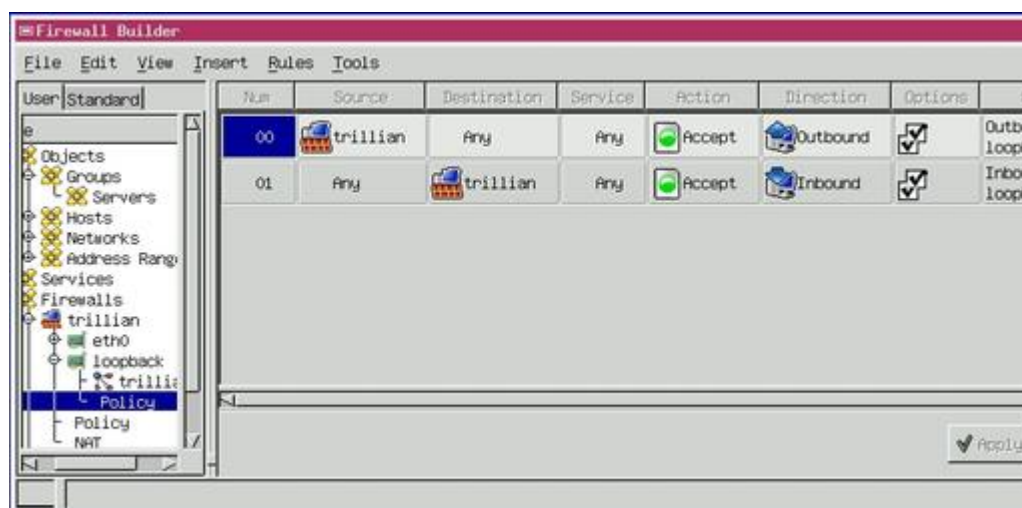 Firewall Builder
File Edit View Insert Rules Tools
User Standard
Num Source Destination Service Action Direction Options
00 trillian Any Any Accept Outbound Outb
loop
01 Any trillian Any Accept Inbound Inbo
loop
e
Objects
Groups
Servers
Hosts
Networks
Address Rang
Services
Firewalls
trillian
eth0
loopback
trillia
Policy
Policy
NAT
Apply